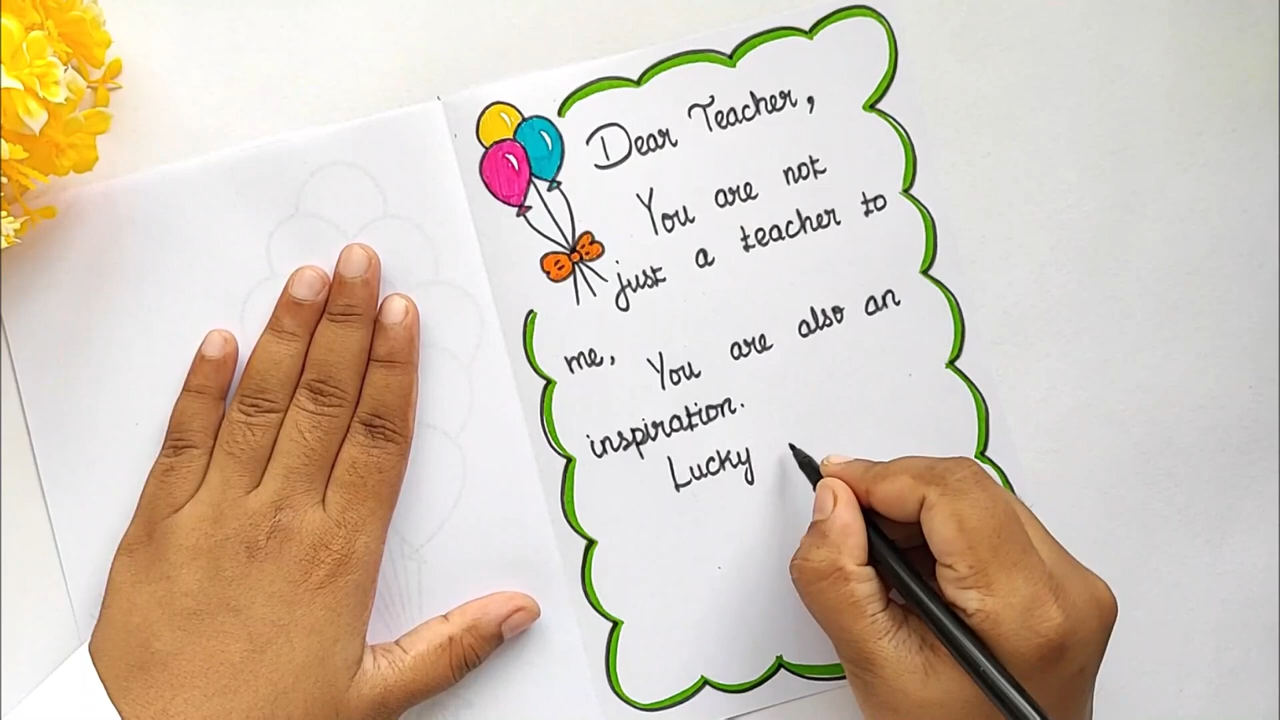 Dear Teacher,
You are not
just a teacher to
me, You are also an
inspiration.
Lucky